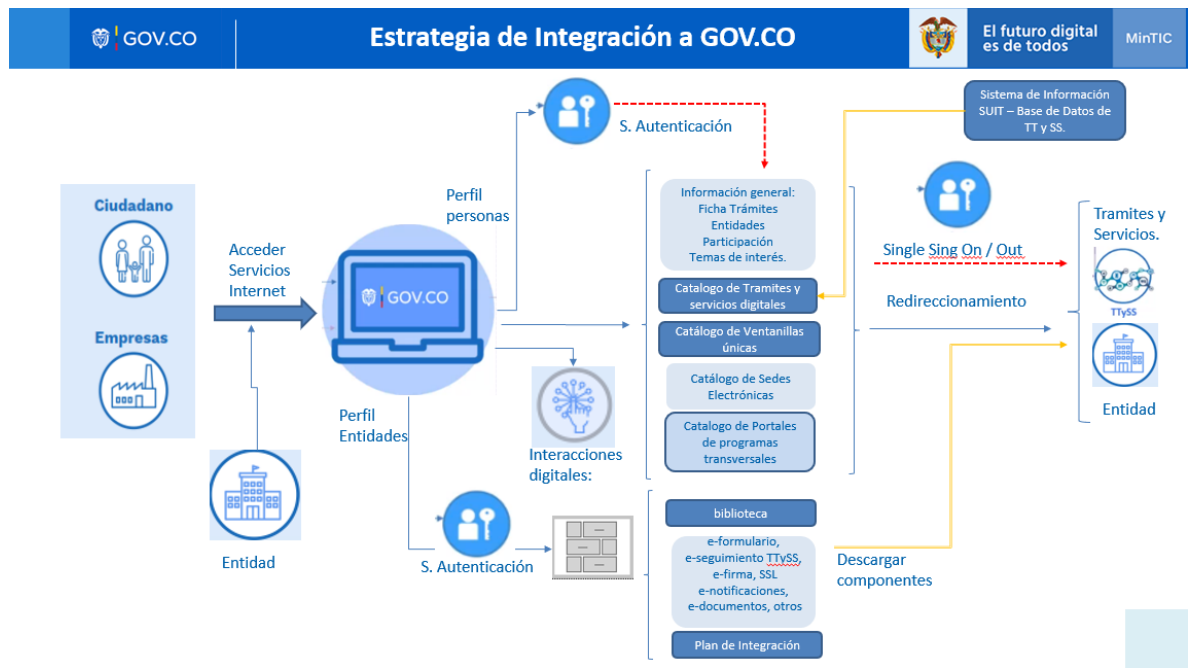 GOV.CO
Estrategia de Integración a GOV.CO
El futuro digital
es de todos
MinTIC
Sistema de Información
SUIT – Base de Datos de
TT y SS.
S. Autenticación
Perfil
personas
Ciudadano
Empresas
Acceder
Servicios
Internet
GOV.CO
Información general:
Ficha Trámites
Entidades
Participación
Temas de interés.
Catalogo de Tramites y
servicios digitales
Catálogo de Ventanillas
únicas
Catálogo de Sedes
Electrónicas
Catalogo de Portales
de programas
transversales
Single Sing On / Out
Redireccionamiento
Tramites y
Servicios.
TTySS
Entidad
Perfil
Entidades
Interacciones
digitales:
Entidad
S. Autenticación
biblioteca
e-formulario,
e-seguimiento TTySS,
e-firma, SSL
e-notificaciones,
e-documentos, otros
Plan de Integración
Descargar
componentes